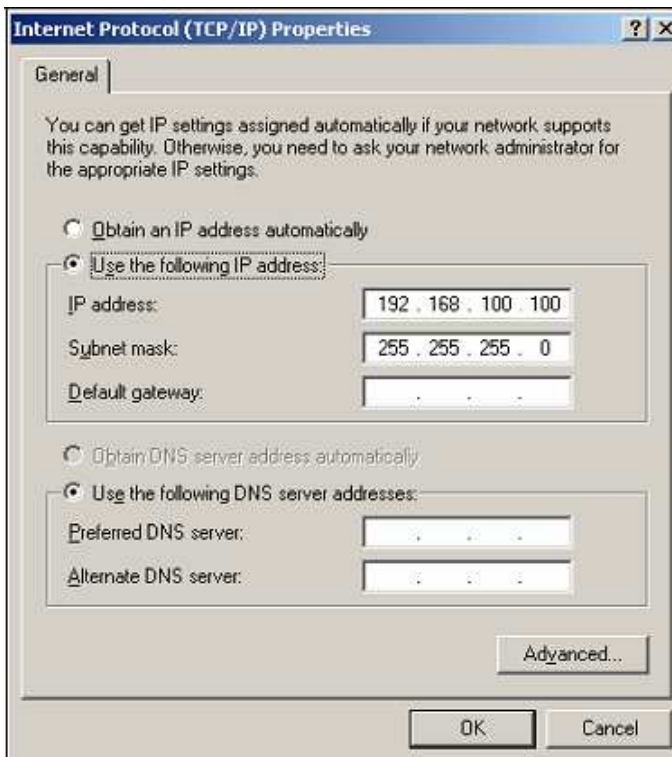 Internet Protocol (TCP/IP) Properties
General
You can get IP settings assigned automatically if your network supports
this capability. Otherwise, you need to ask your network administrator for
the appropriate IP settings.
Obtain an IP address automatically
Use the following IP address:
IP address: 192 . 168 . 100 . 100
Subnet mask: 255 . 255 . 255 . 0
Default gateway: . . .
Obtain DNS server address automatically
Use the following DNS server addresses:
Preferred DNS server: . . .
Alternate DNS server: . . .
Advanced...
OK Cancel